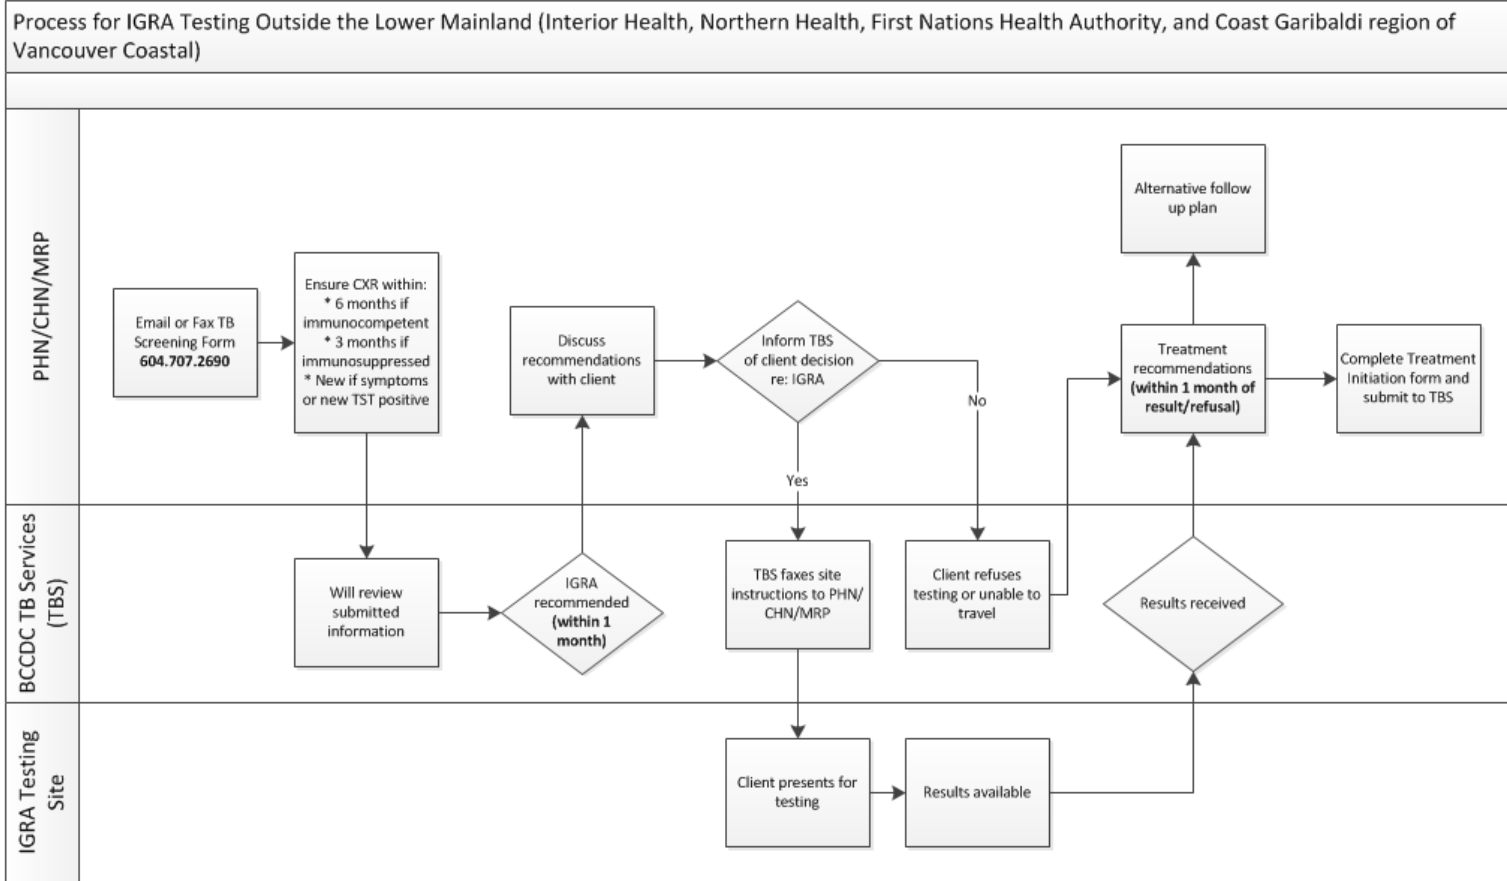 Process for IGRA Testing Outside the Lower Mainland (Interior Health, Northern Health, First Nations Health Authority, and Coast Garibaldi region of
Vancouver Coastal)
PHN/CHN/MRP
Email or Fax TB
Screening Form
604.707.2690
Ensure CXR within:
* 6 months if
immunocompetent
* 3 months if
immunosuppressed
* New if symptoms
or new TST positive
Discuss
recommendations
with client
Inform TBS
of client decision
re: IGRA
No
Yes
Alternative follow
up plan
Treatment
recommendations
(within 1 month of
result/refusal)
Complete Treatment
Initiation form and
submit to TBS
BCCDC TB Services
(TBS)
Will review
submitted
information
IGRA
recommended
(within 1
month)
TBS faxes site
instructions to PHN/
CHN/MRP
Client refuses
testing or unable to
travel
Results received
IGRA Testing
Site
Client presents for
testing
Results available